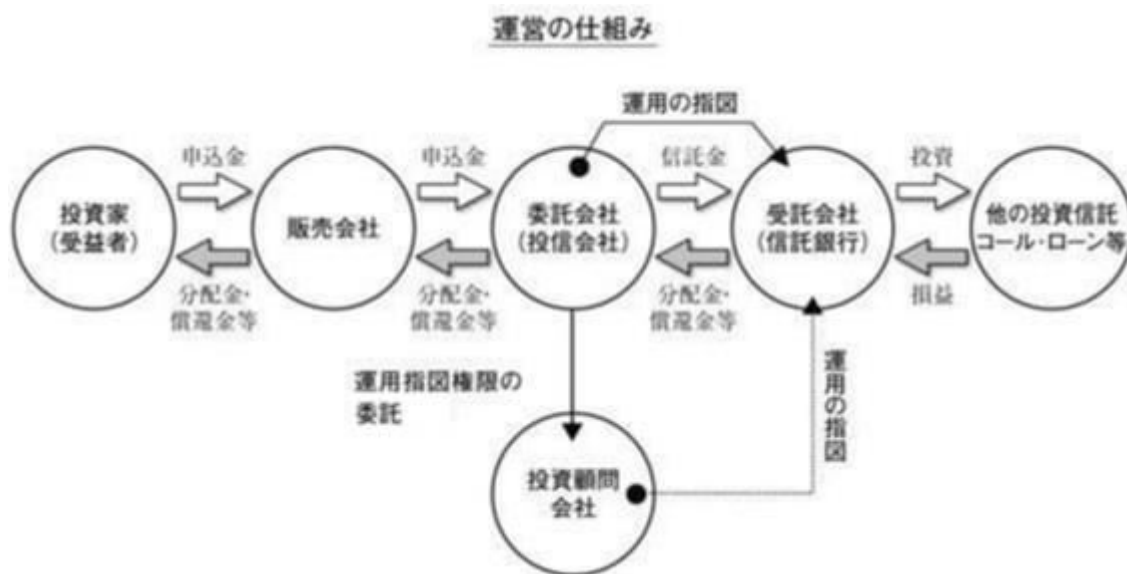 運営の仕組み
運用の指図
申込金
申込金
信託金
投資
投資家
(受益者)
販売会社
委託会社
(投信会社)
受託会社
(信託銀行)
他の投資信託
コール・ローン等
分配金・
償還金等
分配金・
償還金等
分配金・
償還金等
損益
運用指図権限の
委託
運用の指図
投資顧問
会社